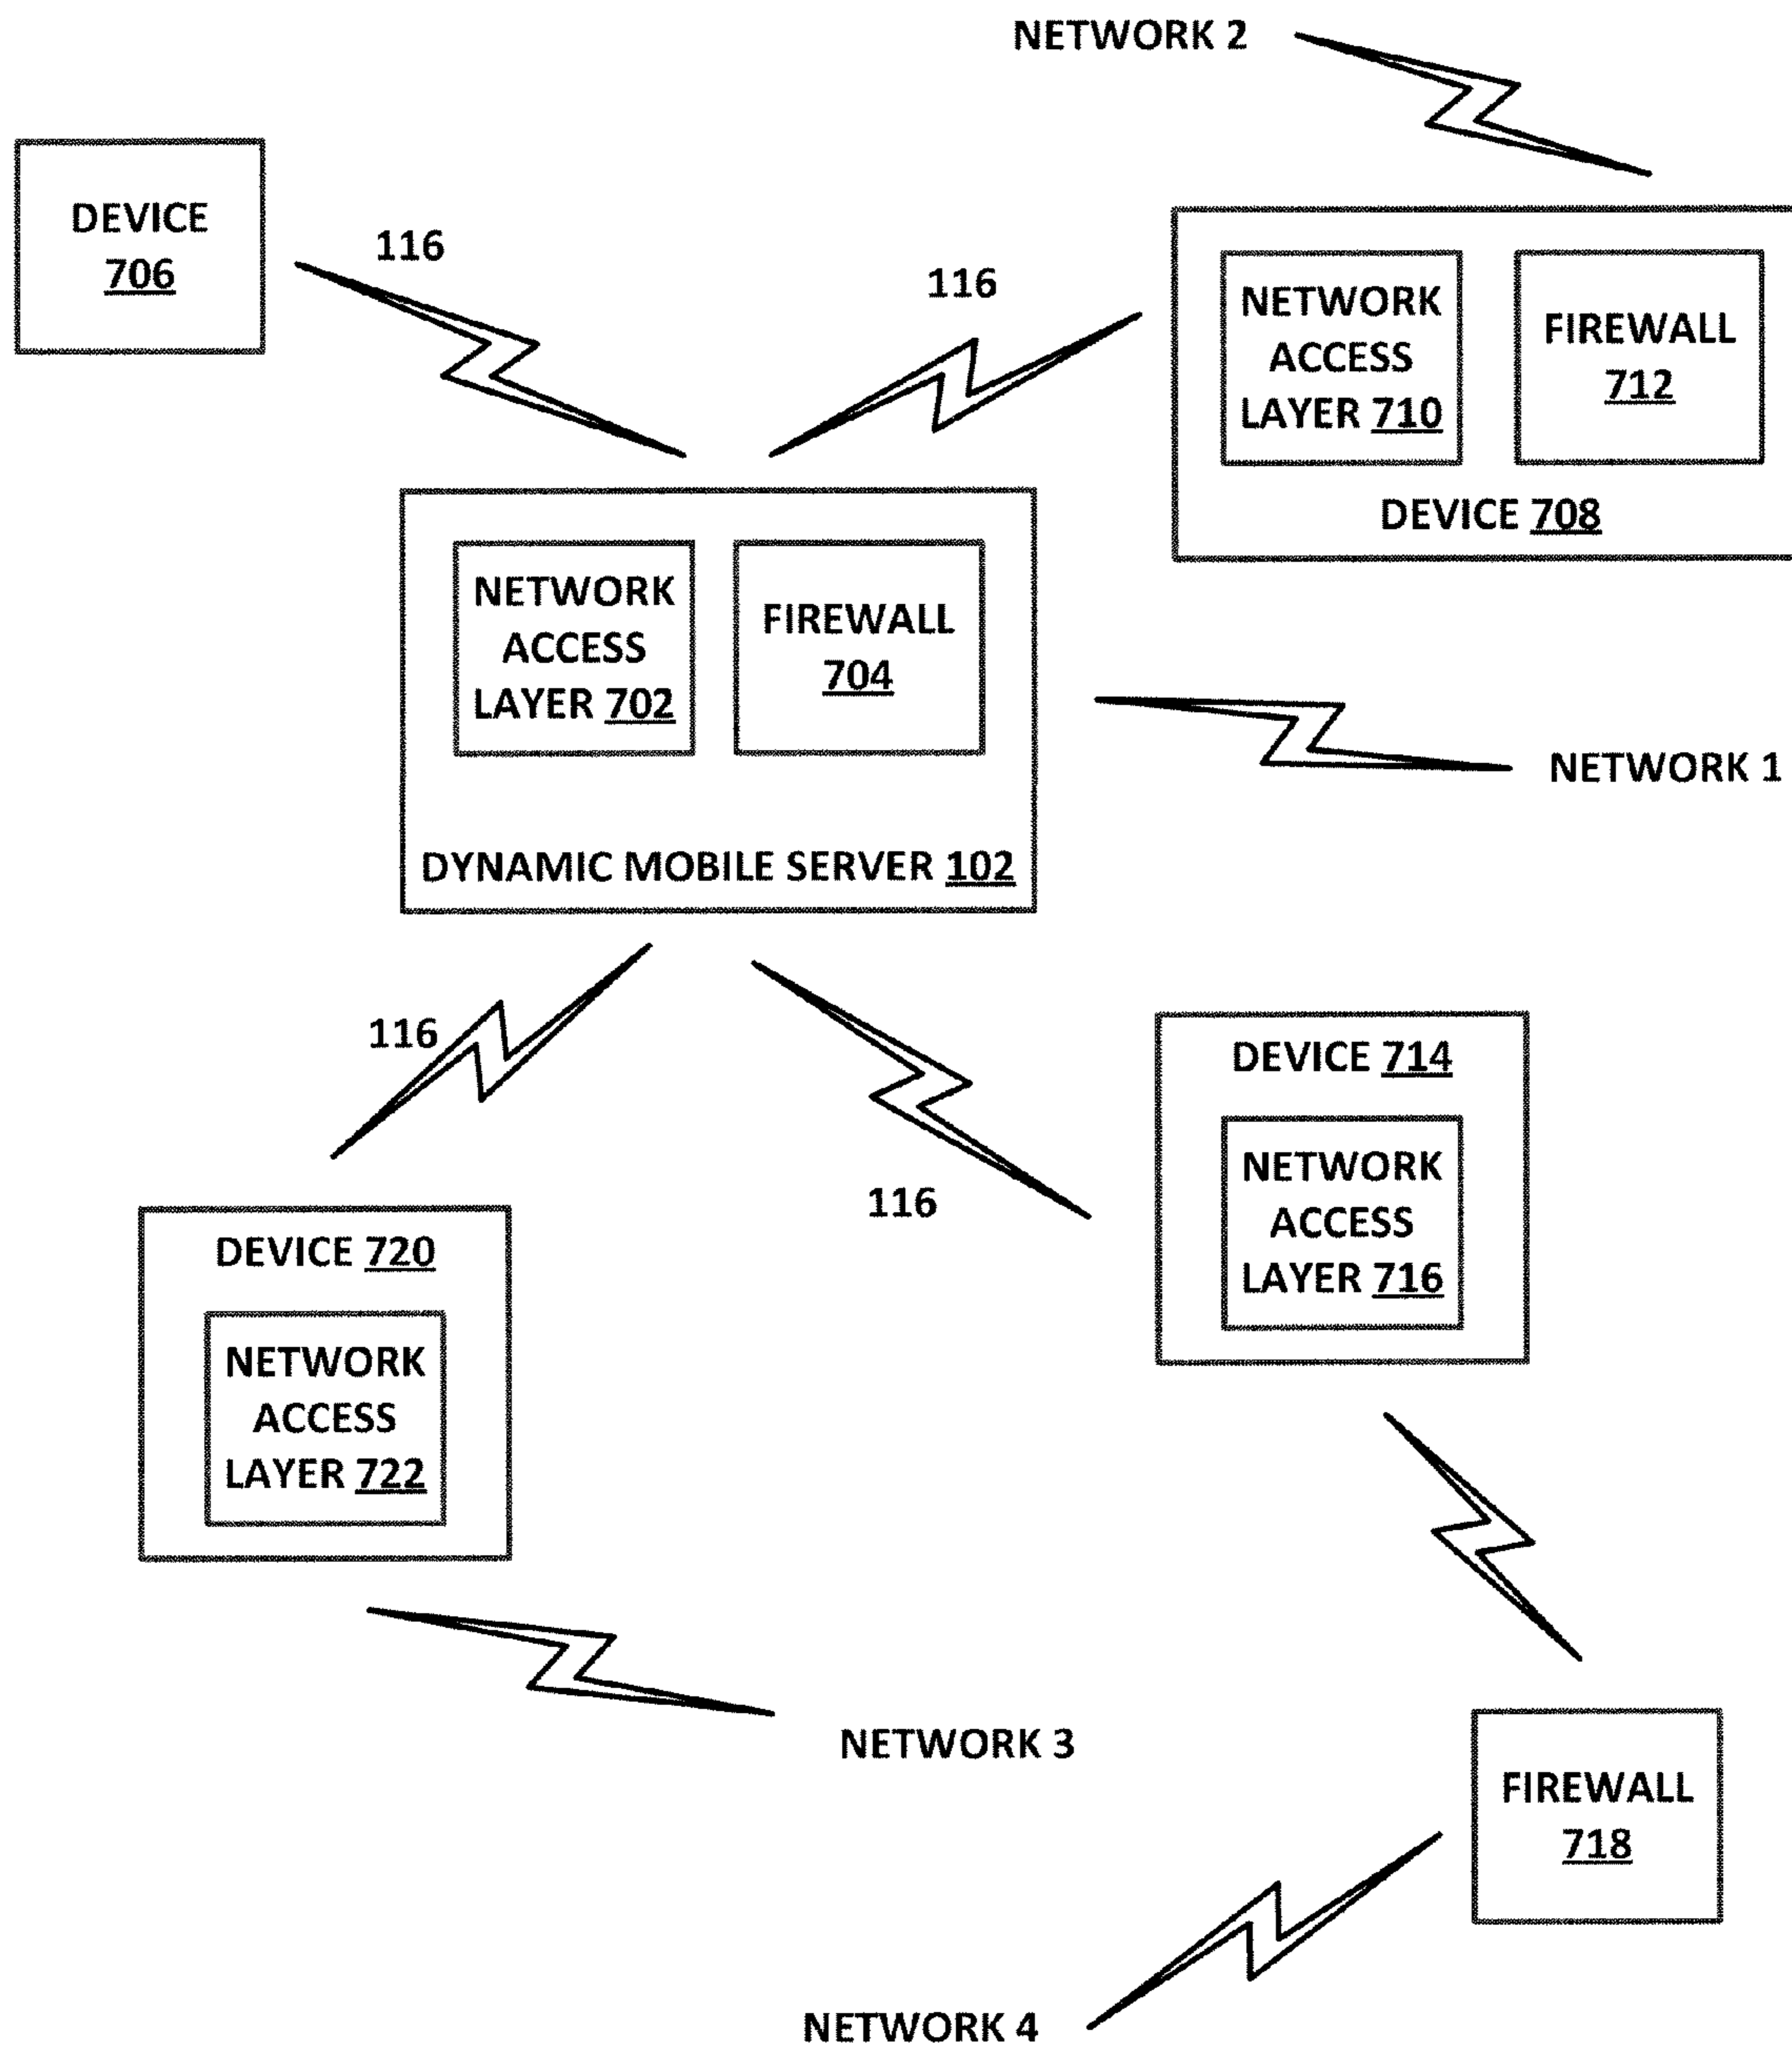 NETWORK 2
DEVICE
706
116
116
NETWORK
ACCESS
LAYER 710
FIREWALL
712
DEVICE 708
NETWORK
ACCESS
LAYER 702
FIREWALL
704
DYNAMIC MOBILE SERVER 102
NETWORK 1
116
116
DEVICE 714
NETWORK
ACCESS
LAYER 716
DEVICE 720
NETWORK
ACCESS
LAYER 722
NETWORK 3
FIREWALL
718
NETWORK 4